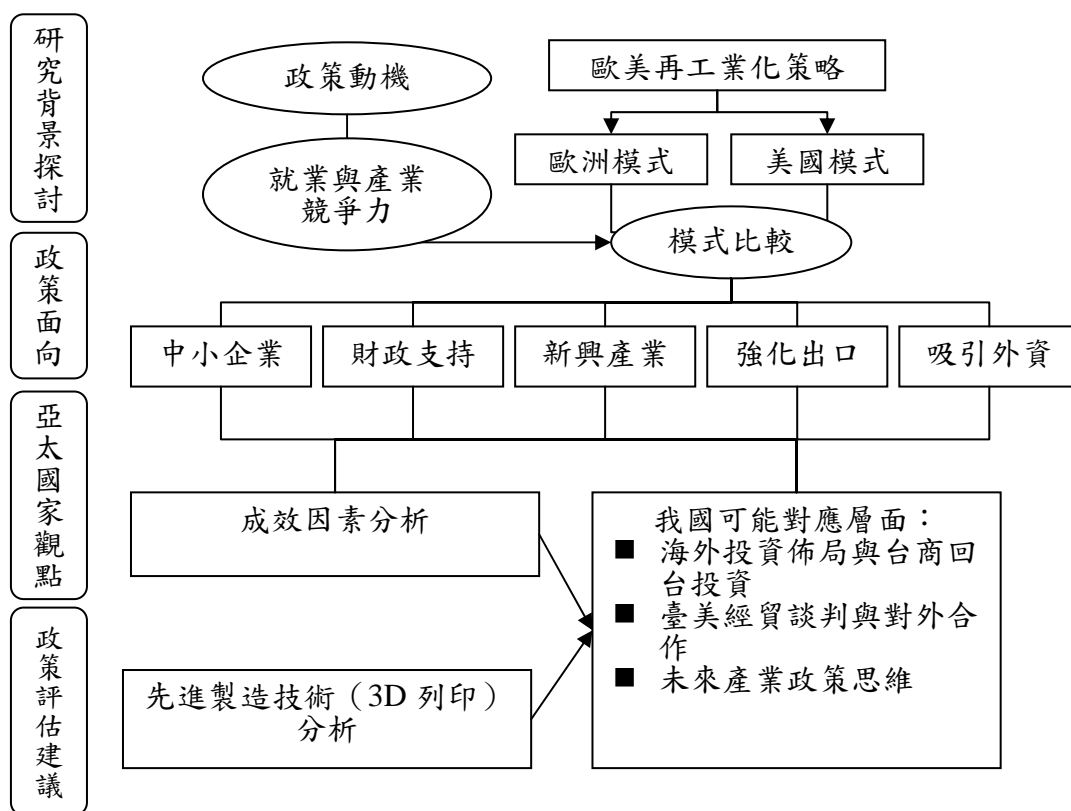 研究背景探討
政策動機
歐美再工業化策略
歐洲模式
美國模式
就業與產業
競爭力
模式比較
政策面向
中小企業
財政支持
新興產業
強化出口
吸引外資
亞太國家觀點
成效因素分析
我國可能對應層面：
■ 海外投資佈局與台商回
台投資
■ 臺美經貿談判與對外合
作
■ 未來產業政策思維
政策評估建議
先進製造技術（3D 列印）
分析